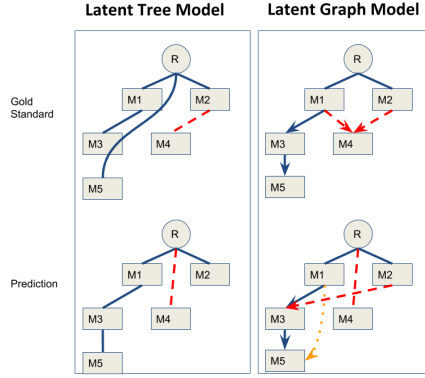 Latent Tree Model
Latent Graph Model
Gold
Standard
R
M1
M2
M3
M4
M5
R
M1
M2
M3
M4
M5
Prediction
R
M1
M2
M3
M4
M5
R
M1
M2
M3
M4
M5